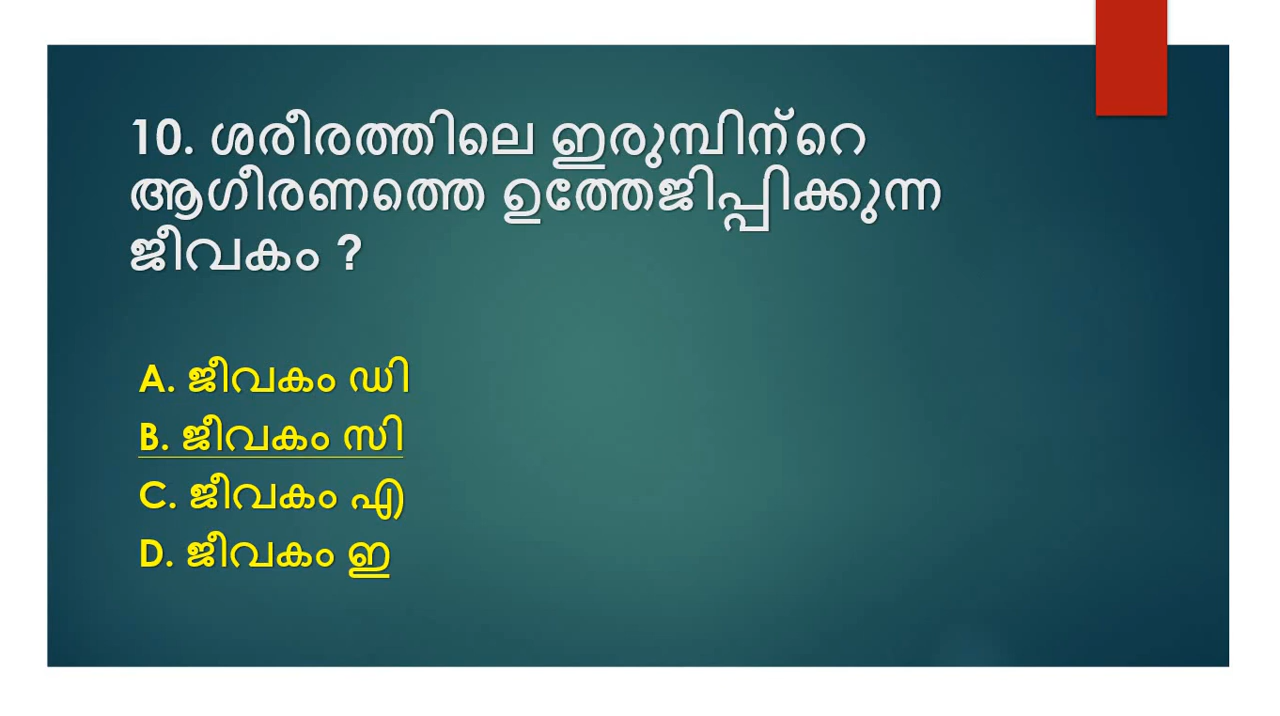 10. ശരീരത്തിലെ ഇരുമ്പിന്‍റെ
ആഗീരണത്തെ ഉത്തേജിപ്പിക്കുന്ന
ജീവകം ?
A. ജീവകം ഡി
B. ജീവകം സി
C. ജീവകം എ
D. ജീവകം ഇ